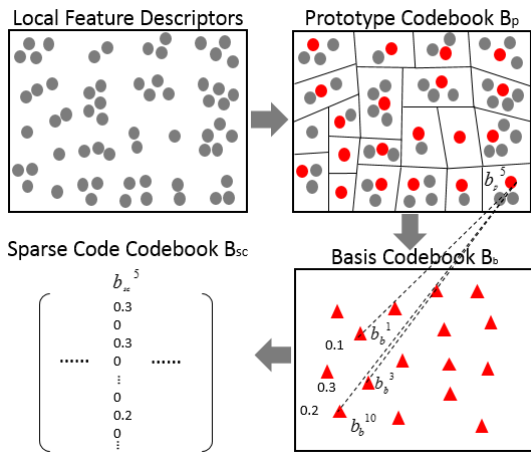 Local Feature Descriptors
Prototype Codebook Bp
bp5
Sparse Code Codebook Bsc
bsc5
0.3
0
0.3
...... 0 ......
⋮
0
0.2
0
⋮
Basis Codebook Bb
0.1
bb1
0.3
bb3
0.2
bb10